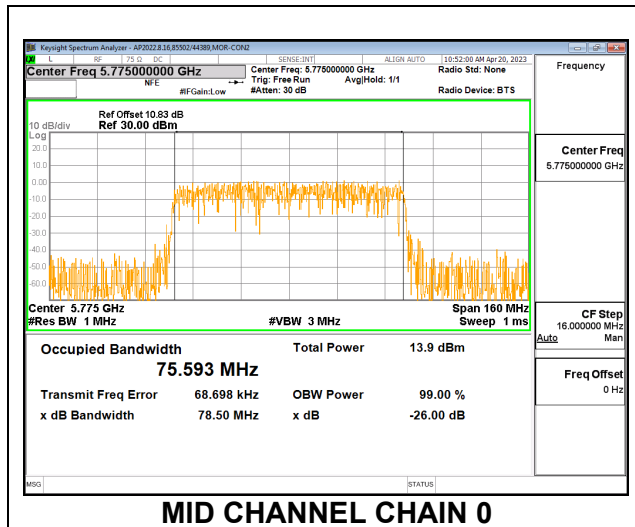 Keysight Spectrum Analyzer - AP2022.8.16,85502/44389,MOR-CON2
L RF 75 Ω DC SENSE:INT ALIGN AUTO 10:52:00 AM Apr 20, 2023
Center Freq 5.775000000 GHz
NFE
#IFGain:Low
Center Freq: 5.775000000 GHz
Trig: Free Run Avg|Hold: 1/1
#Atten: 30 dB
Radio Std: None
Radio Device: BTS
Ref Offset 10.83 dB
10 dB/div Ref 30.00 dBm
Log
20.0
10.0
0.00
-10.0
-20.0
-30.0
-40.0
-50.0
-60.0
Center 5.775 GHz Span 160 MHz
#Res BW 1 MHz #VBW 3 MHz Sweep 1 ms
Occupied Bandwidth Total Power 13.9 dBm
75.593 MHz
Transmit Freq Error 68.698 kHz OBW Power 99.00 %
x dB Bandwidth 78.50 MHz x dB -26.00 dB
MSG STATUS
Frequency
Center Freq
5.775000000 GHz
CF Step
16.000000 MHz
Auto Man
Freq Offset
0 Hz
MID CHANNEL CHAIN 0